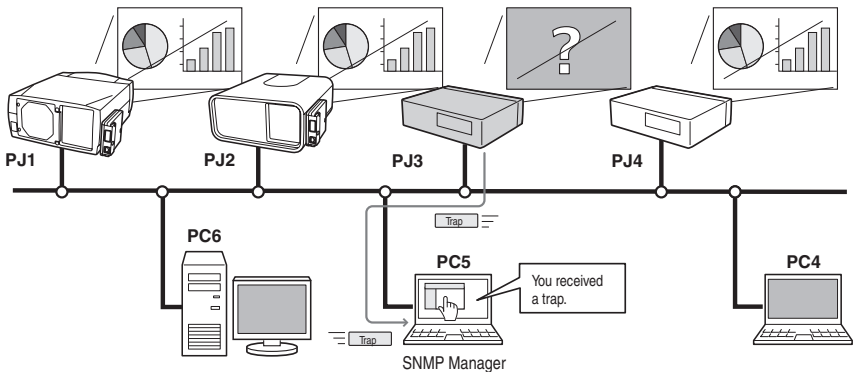 ?
PJ1
PJ2
PJ3
PJ4
Trap
PC6
PC5
PC4
You received
a trap.
Trap
SNMP Manager